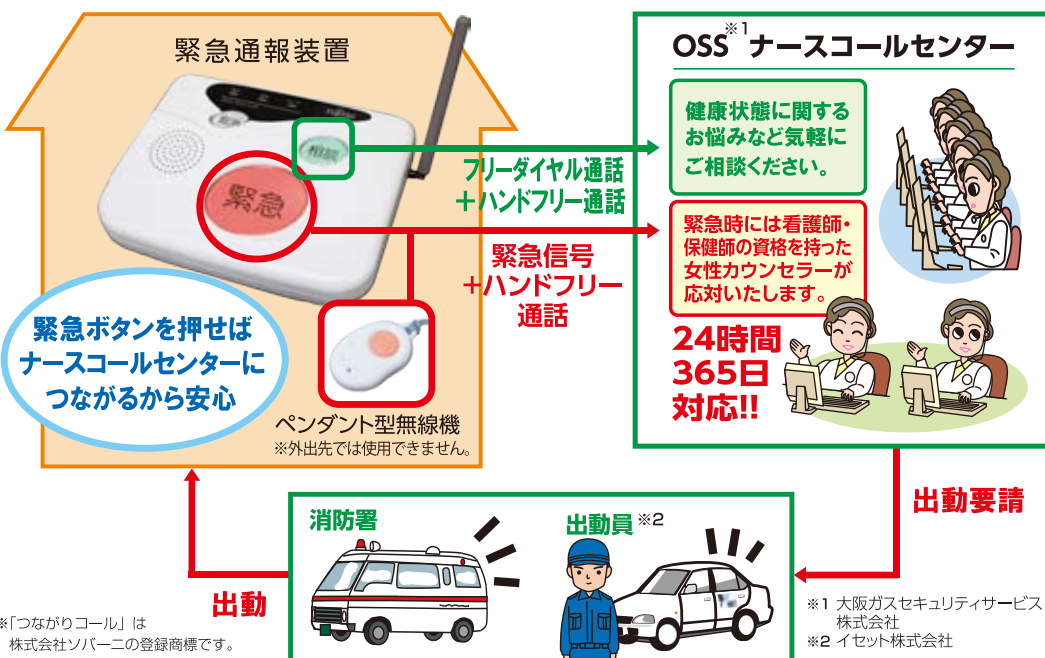 緊急通報装置
相談
緊急
フリーダイヤル通話
＋ハンドフリー通話
緊急信号
＋ハンドフリー
通話
緊急ボタンを押せば
ナースコールセンターに
つながるから安心
ペンダント型無線機
※外出先では使用できません。
OSS※1ナースコールセンター
健康状態に関する
お悩みなど気軽に
ご相談ください。
緊急時には看護師・
保健師の資格を持った
女性カウンセラーが
応対いたします。
24時間
365日
対応!!
出動要請
消防署
出動員※2
出動
※「つながりコール」は
株式会社ソバーニの登録商標です。
※1 大阪ガスセキュリティサービス
株式会社
※2 イセット株式会社